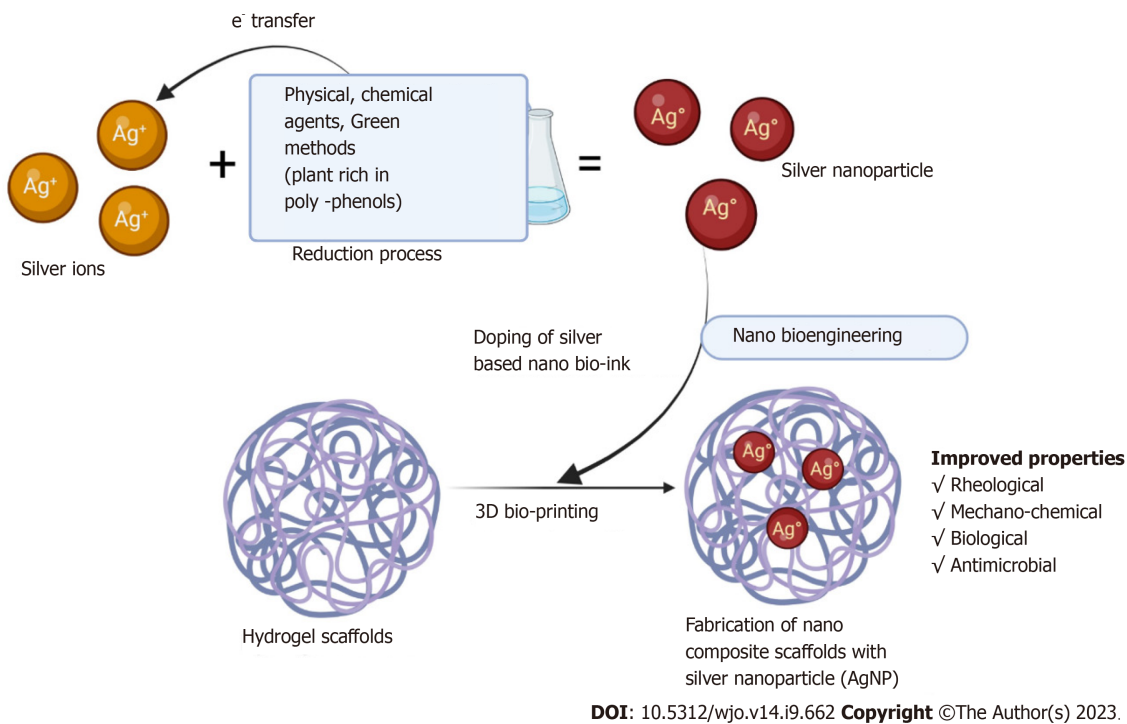 e⁻ transfer
Ag⁺
Ag⁺
Ag⁺
Silver ions
+
Physical, chemical
agents, Green
methods
(plant rich in
poly -phenols)
Reduction process
=
Ag°
Ag°
Ag°
Silver nanoparticle
Doping of silver
based nano bio-ink
Nano bioengineering
3D bio-printing
Hydrogel scaffolds
Ag°
Ag°
Ag°
Improved properties
√ Rheological
√ Mechano-chemical
√ Biological
√ Antimicrobial
Fabrication of nano
composite scaffolds with
silver nanoparticle (AgNP)
DOI: 10.5312/wjo.v14.i9.662 Copyright ©The Author(s) 2023.